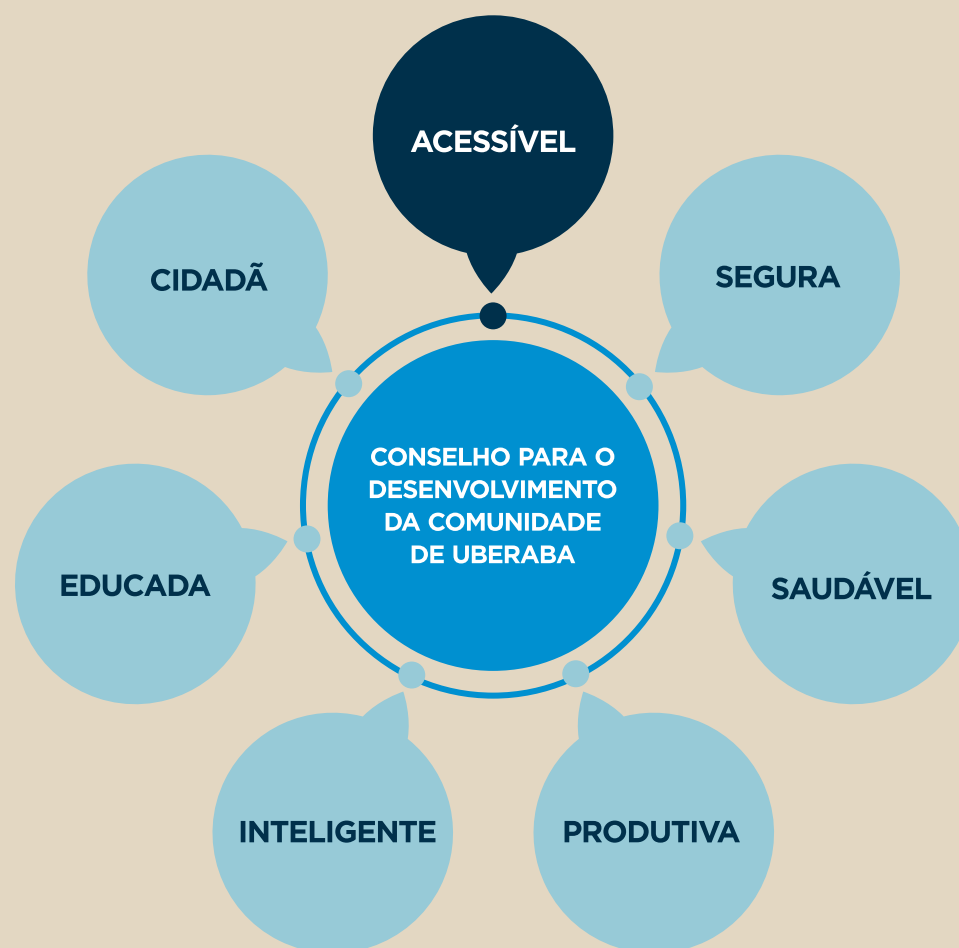 ACESSÍVEL
CIDADÃ
SEGURA
CONSELHO PARA O
DESENVOLVIMENTO
DA COMUNIDADE
DE UBERABA
EDUCADA
SAUDÁVEL
INTELIGENTE
PRODUTIVA